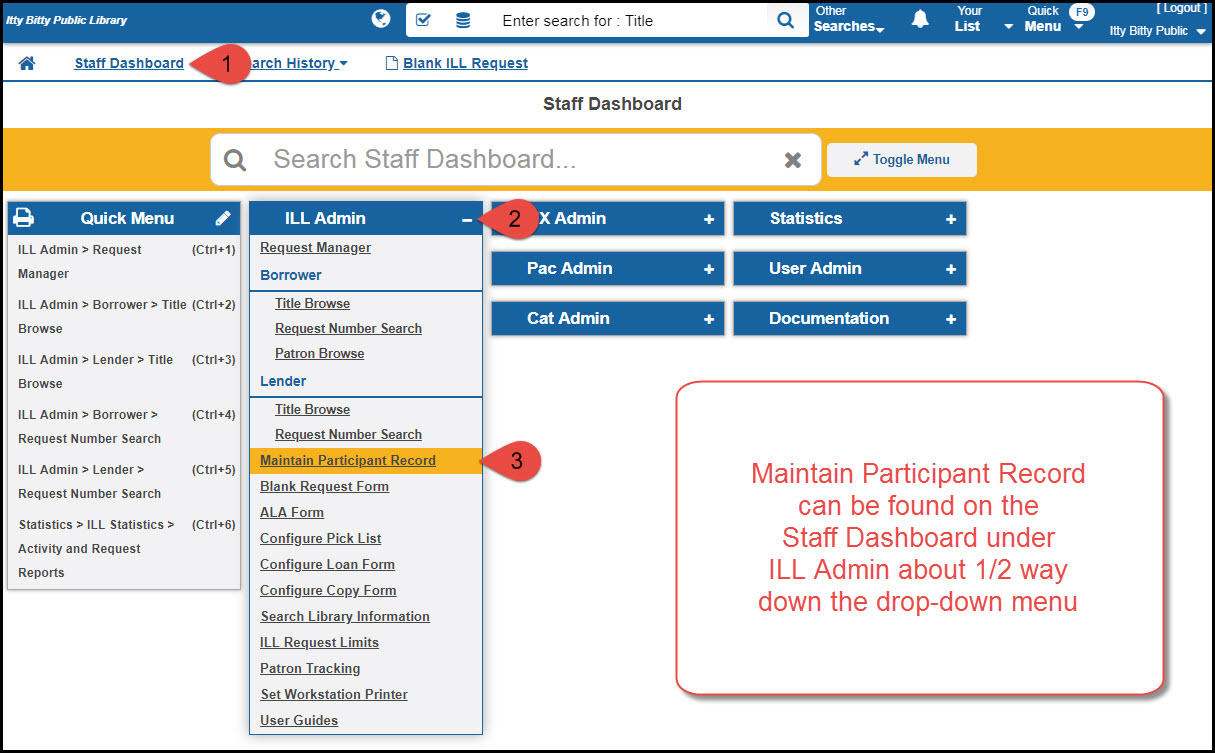 Itty Bitty Public Library
Enter search for : Title
Other
Searches
Your
List
Quick
Menu
F9
[ Logout ]
Itty Bitty Public
Staff Dashboard
1
arch History
Blank ILL Request
Staff Dashboard
Search Staff Dashboard...
Toggle Menu
Quick Menu
ILL Admin > Request (Ctrl+1)
Manager
ILL Admin > Borrower > Title (Ctrl+2)
Browse
ILL Admin > Lender > Title (Ctrl+3)
Browse
ILL Admin > Borrower > (Ctrl+4)
Request Number Search
ILL Admin > Lender > (Ctrl+5)
Request Number Search
Statistics > ILL Statistics > (Ctrl+6)
Activity and Request
Reports
ILL Admin –
2
Request Manager
Borrower
Title Browse
Request Number Search
Patron Browse
Lender
Title Browse
Request Number Search
Maintain Participant Record
3
Blank Request Form
ALA Form
Configure Pick List
Configure Loan Form
Configure Copy Form
Search Library Information
ILL Request Limits
Patron Tracking
Set Workstation Printer
User Guides
X Admin +
Pac Admin +
Cat Admin +
Statistics +
User Admin +
Documentation +
Maintain Participant Record
can be found on the
Staff Dashboard under
ILL Admin about 1/2 way
down the drop-down menu